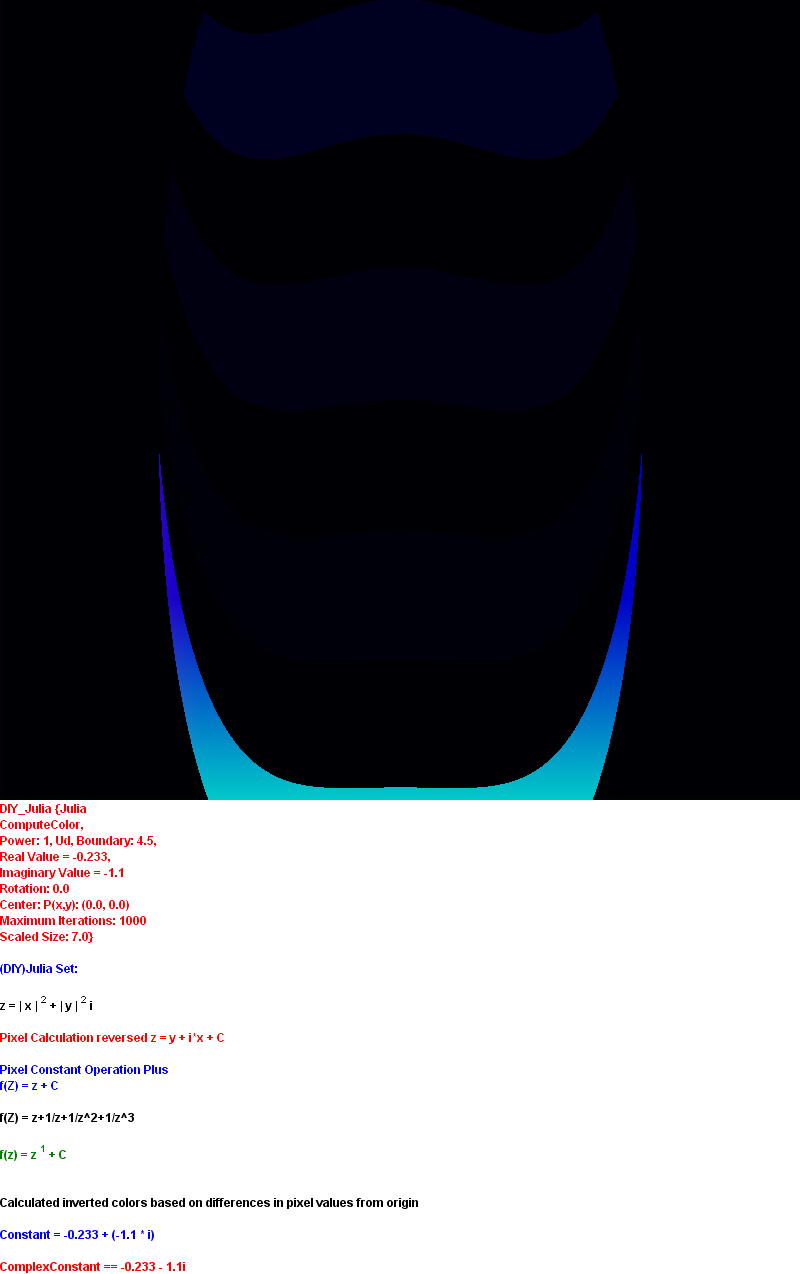 DIY_Julia {Julia
ComputeColor,
Power: 1, Ud, Boundary: 4.5,
Real Value = -0.233,
Imaginary Value = -1.1
Rotation: 0.0
Center: P(x,y): (0.0, 0.0)
Maximum Iterations: 1000
Scaled Size: 7.0}
(DIY)Julia Set:
z = | x | 2 + | y | 2 i
Pixel Calculation reversed z = y + i*x + C
Pixel Constant Operation Plus
f(Z) = z + C
f(Z) = z+1/z+1/z^2+1/z^3
f(z) = z 1 + C
Calculated inverted colors based on differences in pixel values from origin
Constant = -0.233 + (-1.1 * i)
ComplexConstant == -0.233 - 1.1i